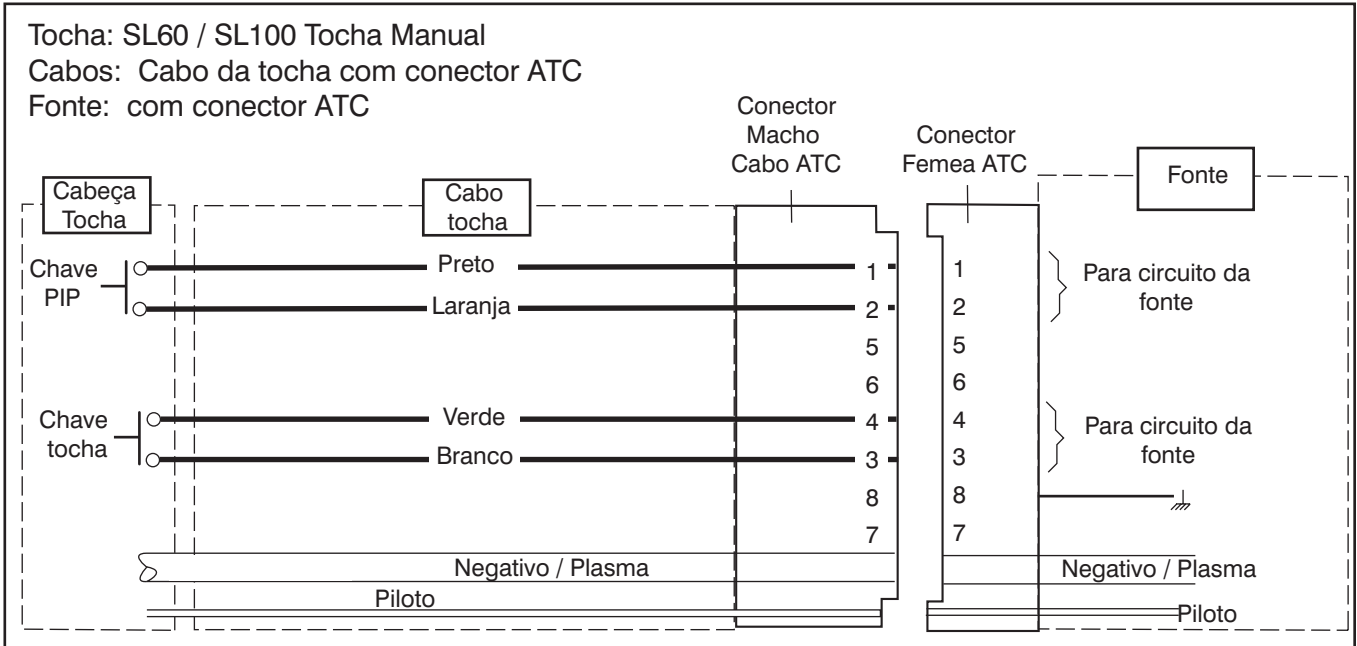 Tocha: SL60 / SL100 Tocha Manual
Cabos: Cabo da tocha com conector ATC
Fonte: com conector ATC
Conector
Macho
Cabo ATC
Conector
Femea ATC
Fonte
Cabeça
Tocha
Cabo
tocha
Chave
PIP
Preto
Laranja
1
2
5
6
4
3
8
7
1
2
5
6
4
3
8
7
Para circuito da
fonte
Chave
tocha
Verde
Branco
Para circuito da
fonte
Negativo / Plasma
Negativo / Plasma
Piloto
Piloto